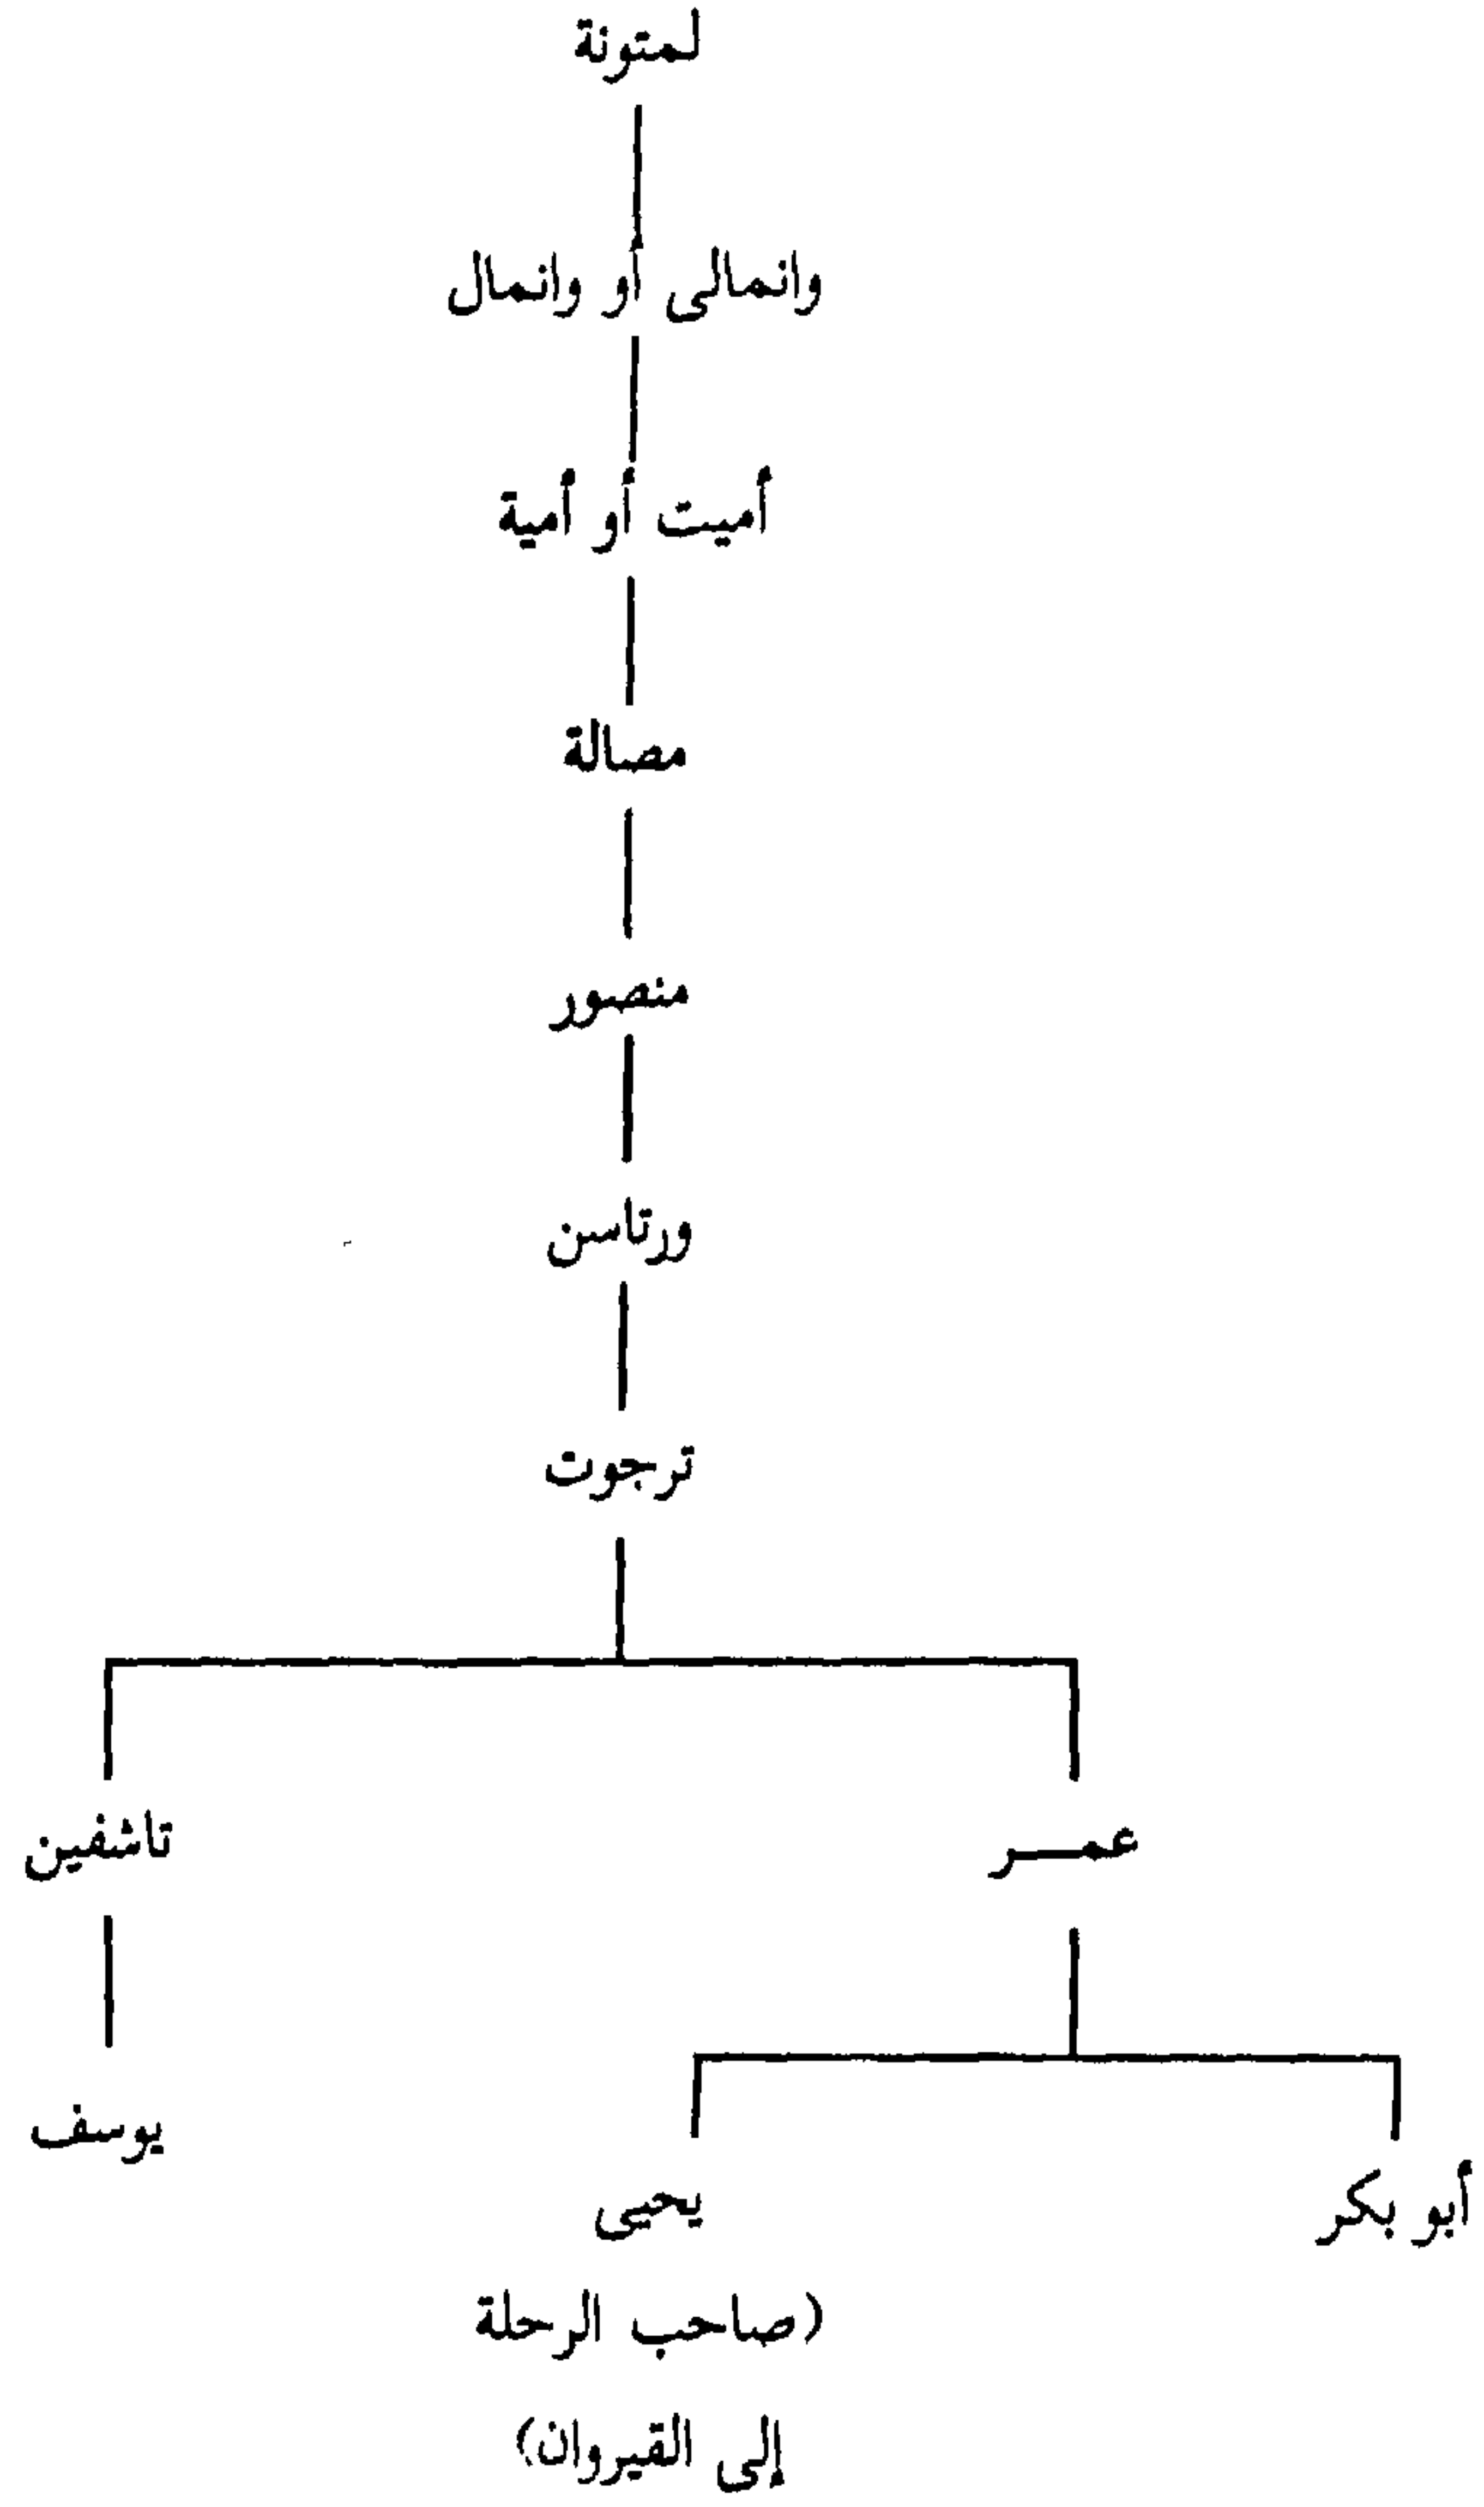 لمتونة
وانمالى أو وانمال
أميت أو أمية
مصالة
منصور
ورتاسن
ترجوت
عمـــر
تاشفين
أبو بكر
يحى
(صاحب الرحلة
إلى القيروان)
يوسف